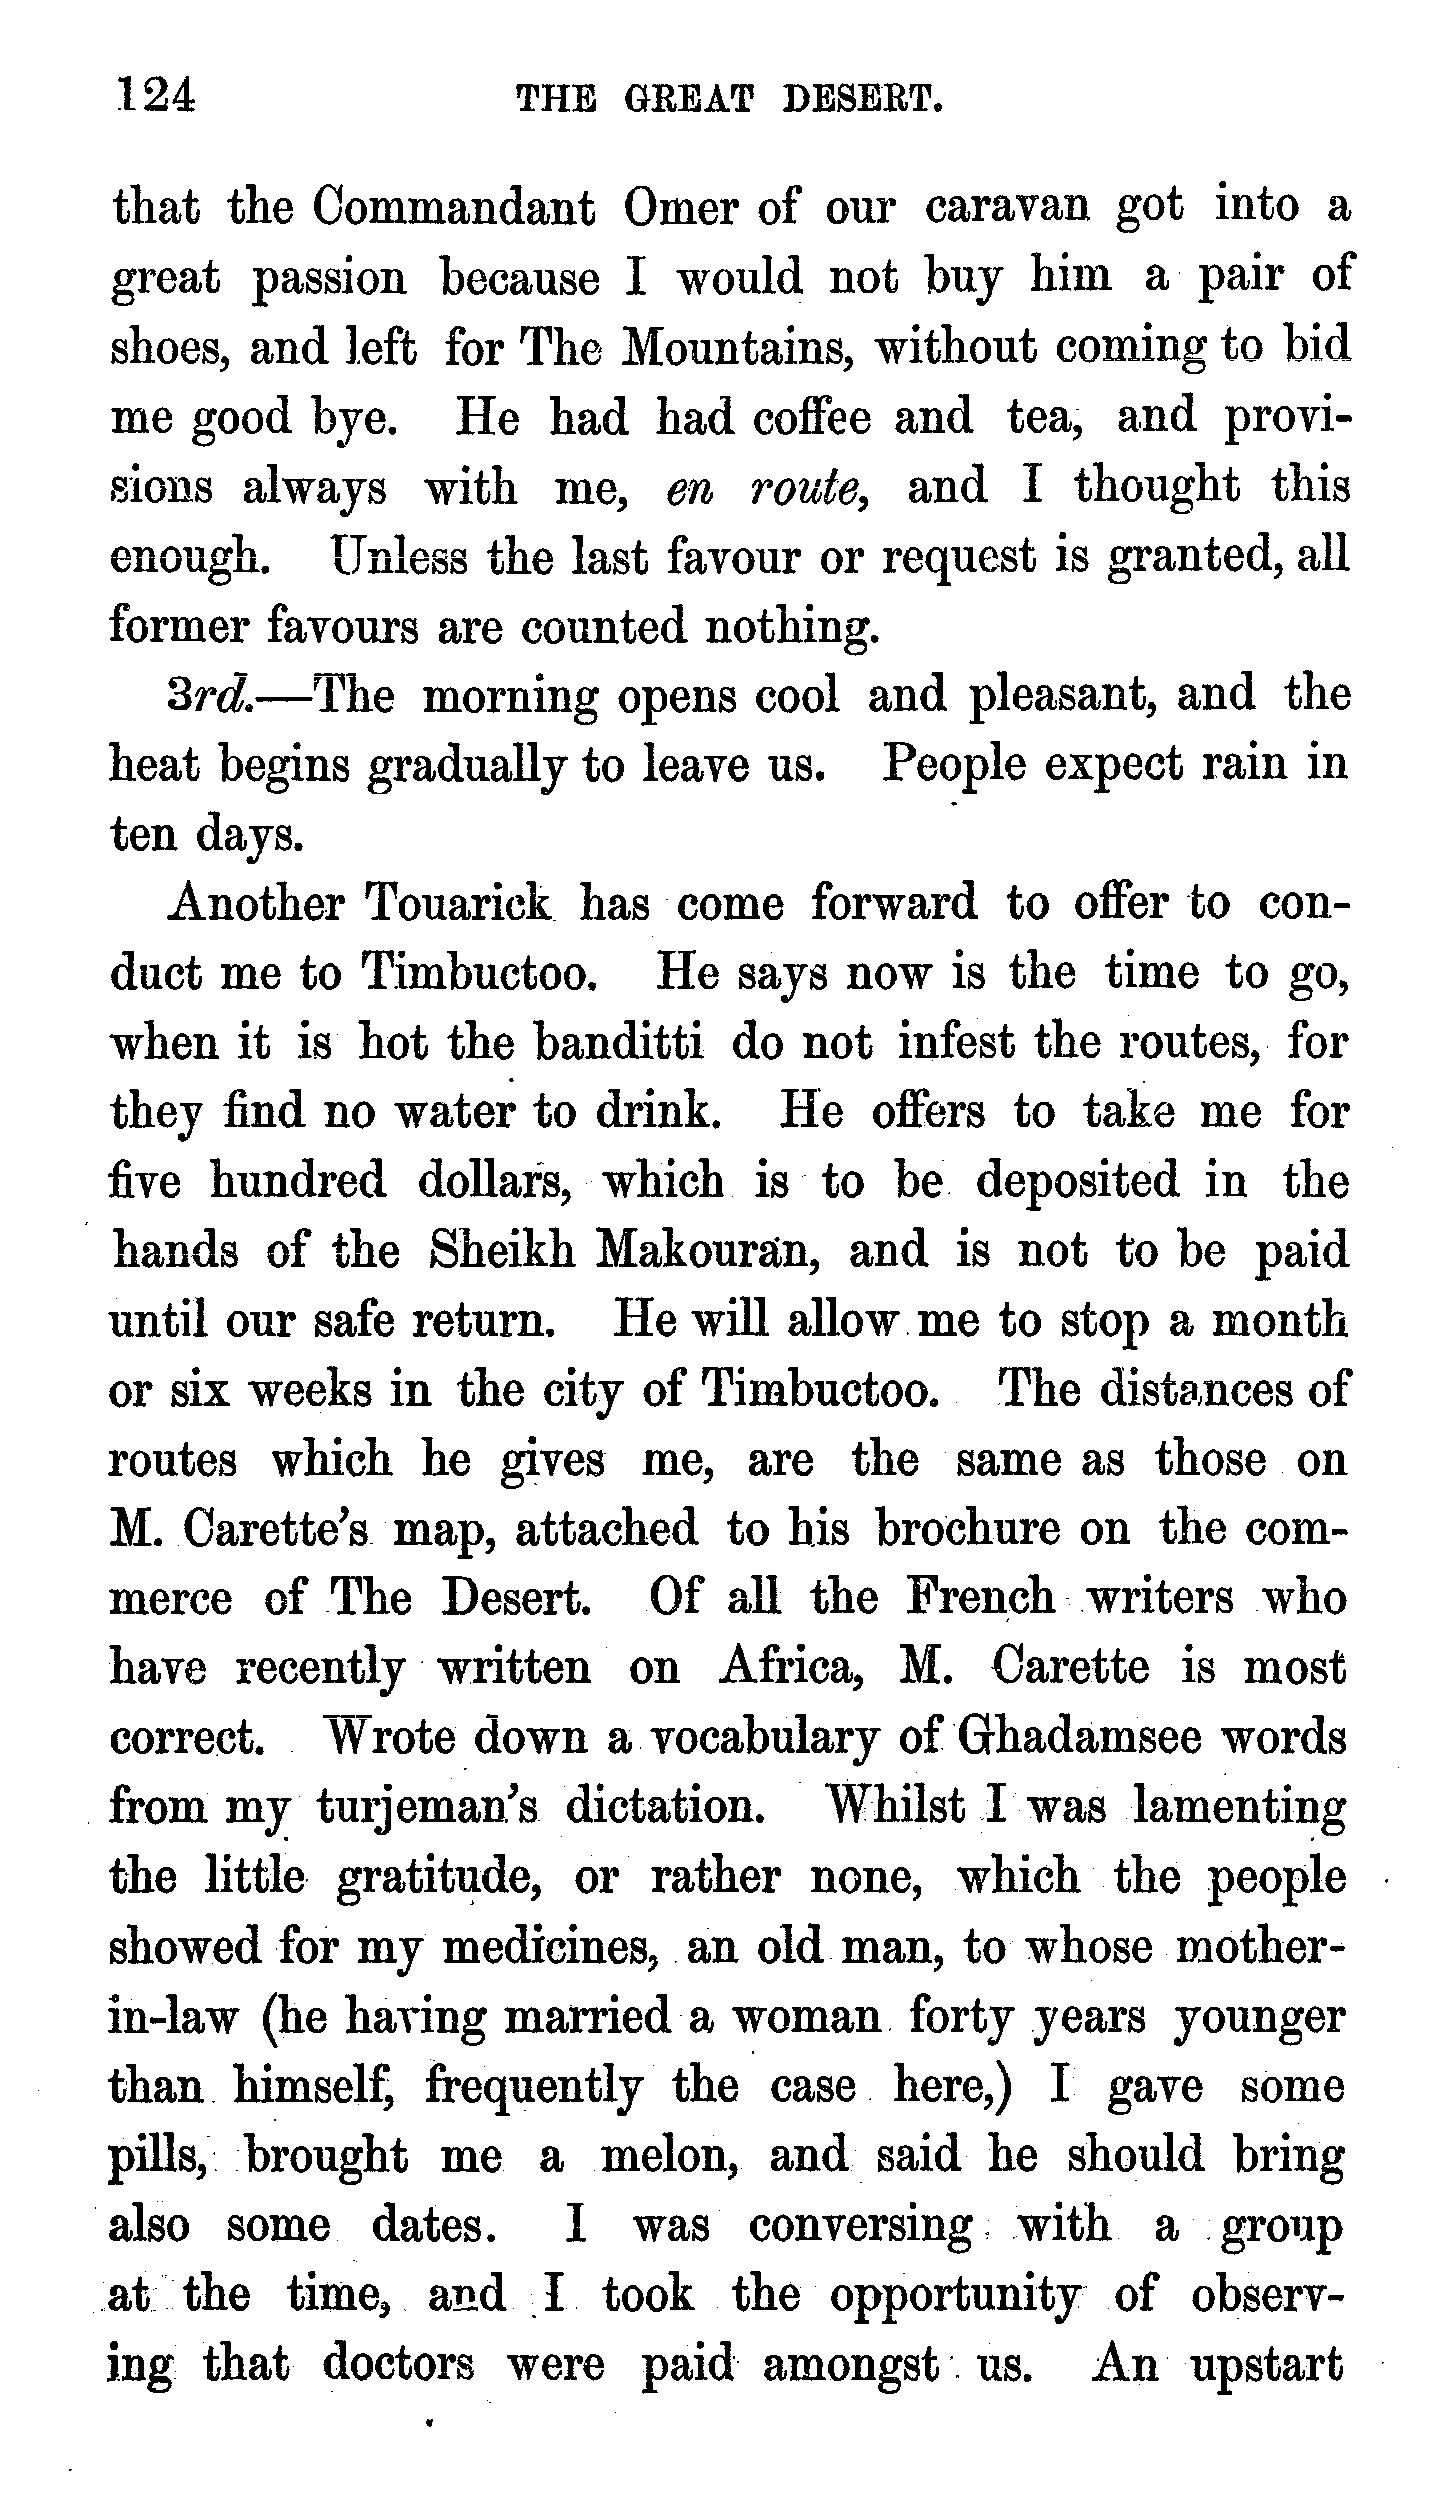 124 THE GREAT DESERT.
that the Commandant Omer of our caravan got into a
great passion because I would not buy him a pair of
shoes, and left for The Mountains, without coming to bid
me good bye. He had had coffee and tea, and provi-
sions always with me, en route, and I thought this
enough. Unless the last favour or request is granted, all
former favours are counted nothing.
3rd.—The morning opens cool and pleasant, and the
heat begins gradually to leave us. People expect rain in
ten days.
Another Touarick has come forward to offer to con-
duct me to Timbuctoo. He says now is the time to go,
when it is hot the banditti do not infest the routes, for
they find no water to drink. He offers to take me for
five hundred dollars, which is to be deposited in the
hands of the Sheikh Makouran, and is not to be paid
until our safe return. He will allow me to stop a month
or six weeks in the city of Timbuctoo. The distances of
routes which he gives me, are the same as those on
M. Carette's map, attached to his brochure on the com-
merce of The Desert. Of all the French writers who
have recently written on Africa, M. Carette is most
correct. Wrote down a vocabulary of Ghadamsee words
from my turjeman's dictation. Whilst I was lamenting
the little gratitude, or rather none, which the people
showed for my medicines, an old man, to whose mother-
in-law (he having married a woman forty years younger
than himself, frequently the case here,) I gave some
pills, brought me a melon, and said he should bring
also some dates. I was conversing with a group
at the time, and I took the opportunity of observ-
ing that doctors were paid amongst us. An upstart